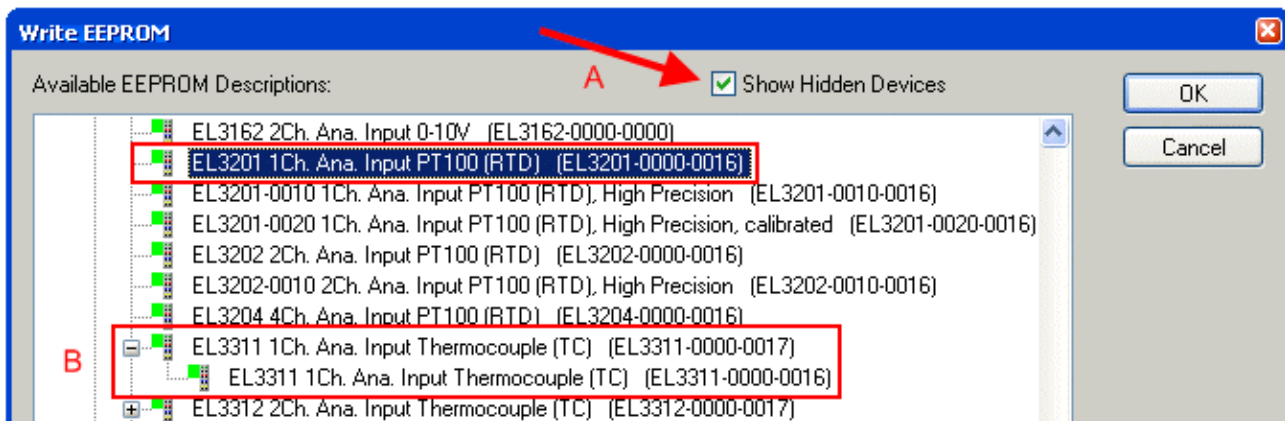 Write EEPROM
Available EEPROM Descriptions:
A
Show Hidden Devices
OK
Cancel
EL3162 2Ch. Ana. Input 0-10V (EL3162-0000-0000)
EL3201 1Ch. Ana. Input PT100 (RTD) (EL3201-0000-0016)
EL3201-0010 1Ch. Ana. Input PT100 (RTD), High Precision (EL3201-0010-0016)
EL3201-0020 1Ch. Ana. Input PT100 (RTD), High Precision, calibrated (EL3201-0020-0016)
EL3202 2Ch. Ana. Input PT100 (RTD) (EL3202-0000-0016)
EL3202-0010 2Ch. Ana. Input PT100 (RTD), High Precision (EL3202-0010-0016)
EL3204 4Ch. Ana. Input PT100 (RTD) (EL3204-0000-0016)
B
EL3311 1Ch. Ana. Input Thermocouple (TC) (EL3311-0000-0017)
EL3311 1Ch. Ana. Input Thermocouple (TC) (EL3311-0000-0016)
EL3312 2Ch. Ana. Input Thermocouple (TC) (EL3312-0000-0017)